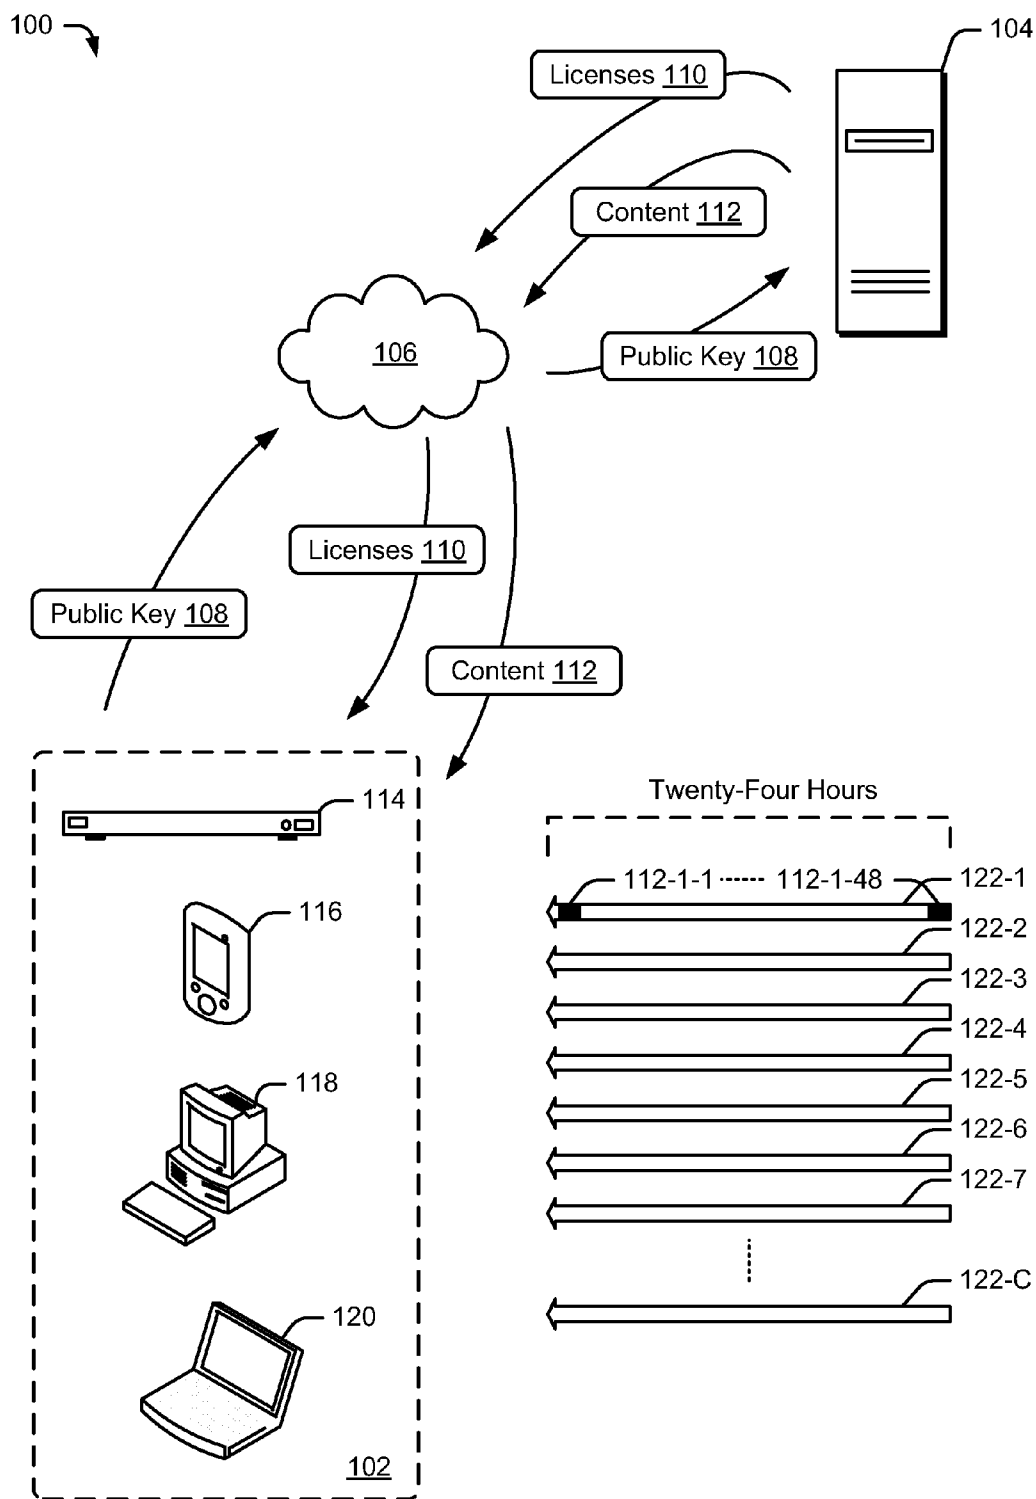 100
104
Licenses 110
Content 112
106
Public Key 108
Licenses 110
Public Key 108
Content 112
114
116
118
120
102
Twenty-Four Hours
112-1-1 112-1-48 122-1
122-2
122-3
122-4
122-5
122-6
122-7
122-C